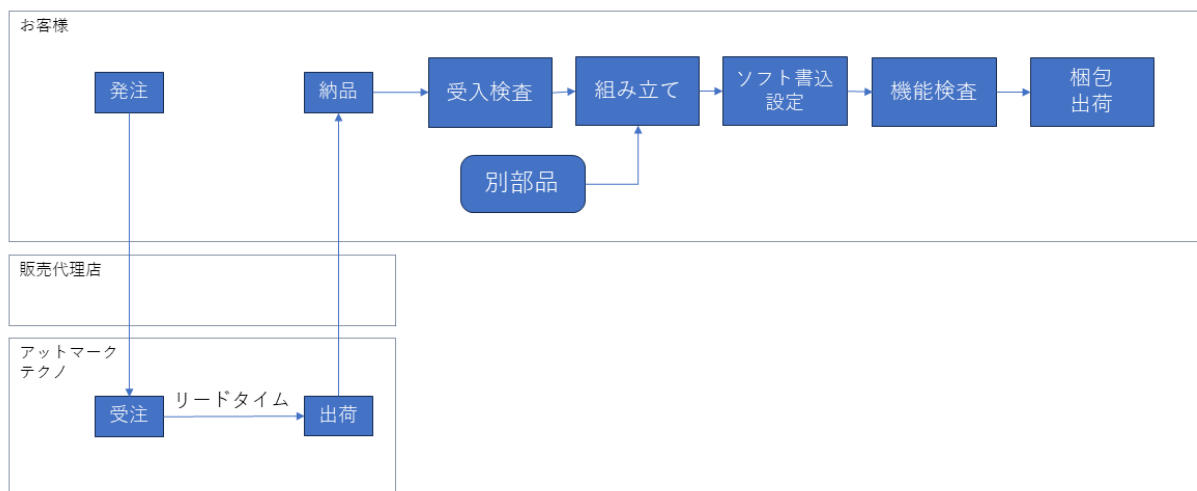 お客様
発注
納品
受入検査
組み立て
ソフト書込
設定
機能検査
梱包
出荷
別部品
販売代理店
アットマーク
テクノ
受注
リードタイム
出荷